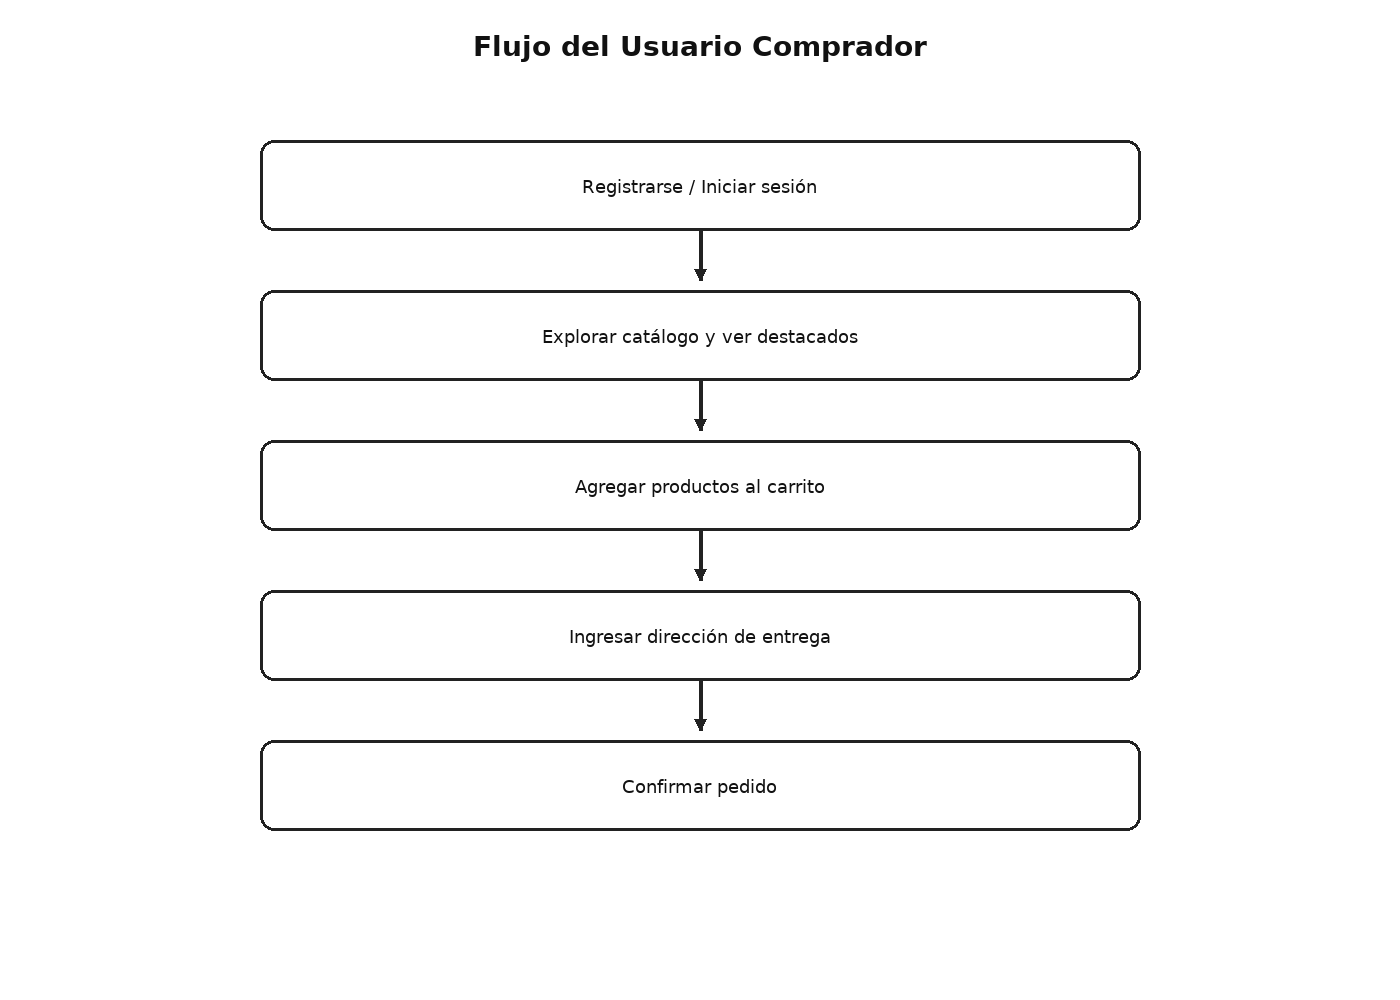 Flujo del Usuario Comprador
Registrarse / Iniciar sesión
Explorar catálogo y ver destacados
Agregar productos al carrito
Ingresar dirección de entrega
Confirmar pedido